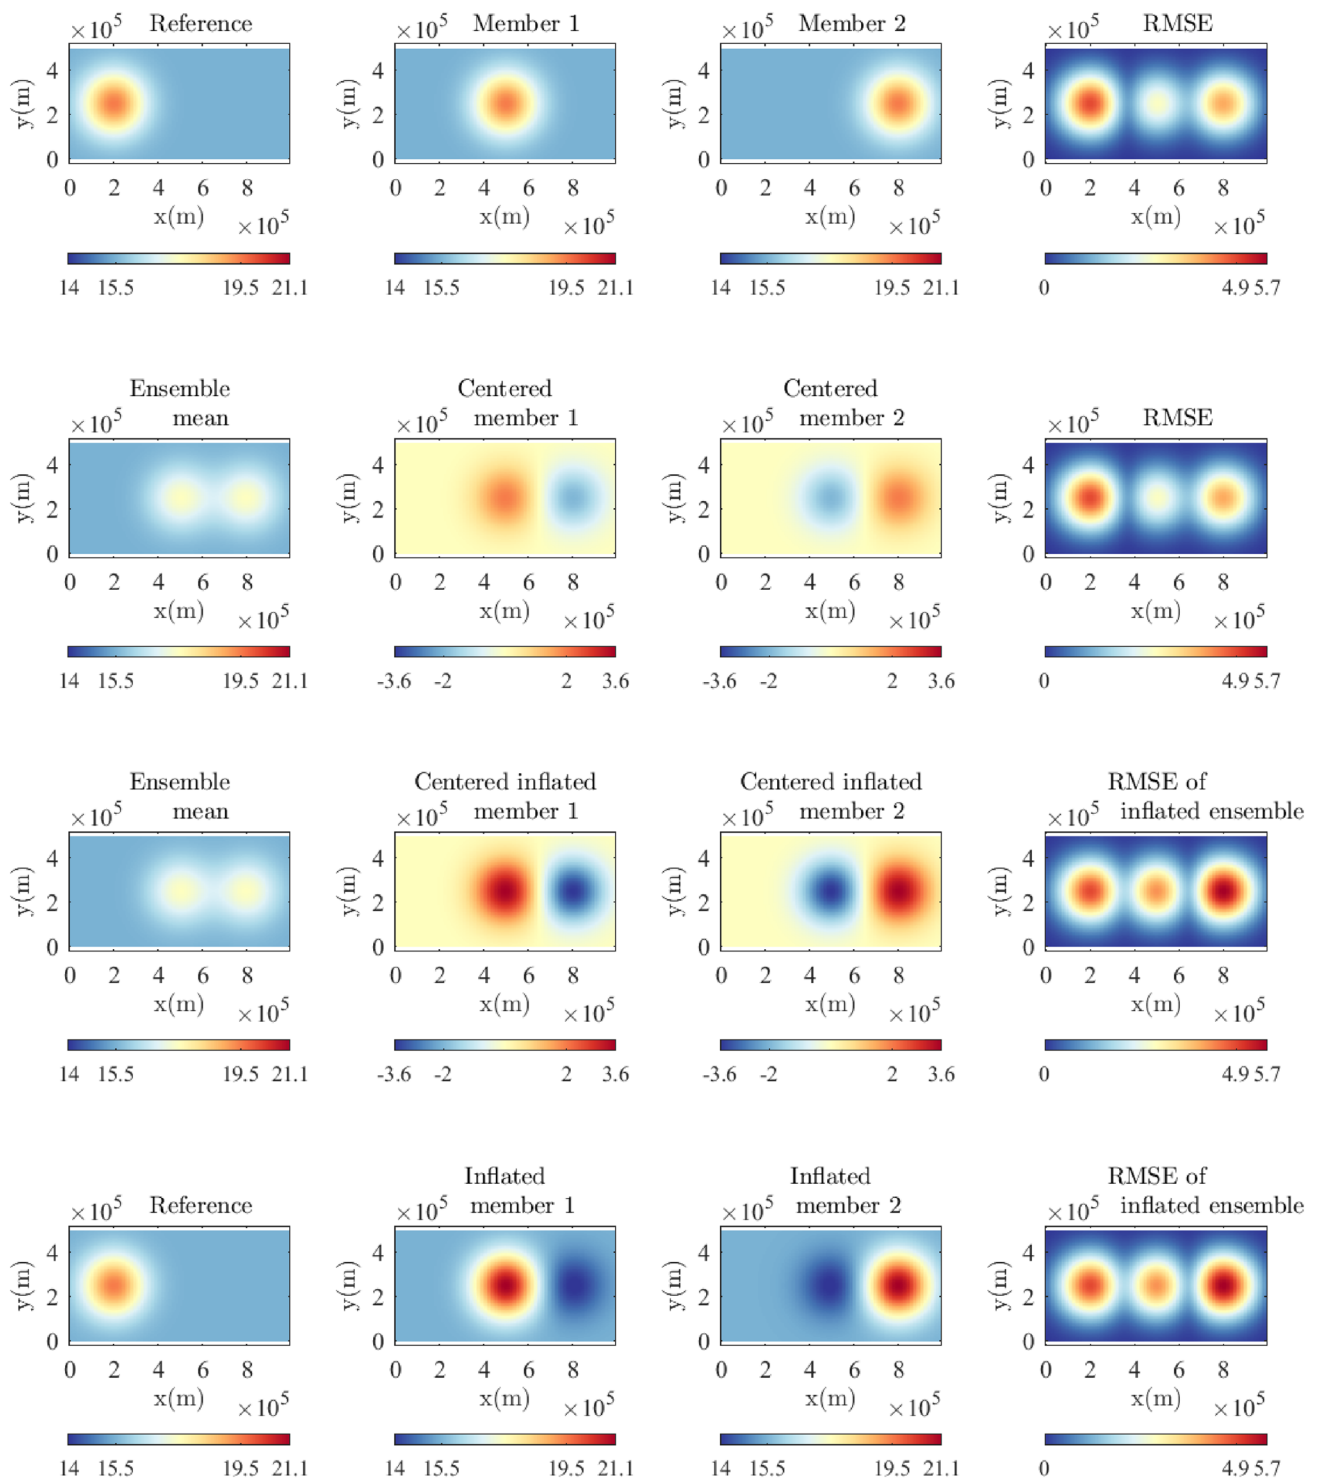 ×10⁵ Reference ×10⁵ Member 1 ×10⁵ Member 2 ×10⁵ RMSE
y(m) y(m) y(m) y(m)
4 4 4 4
2 2 2 2
0 0 0 0
0 2 4 6 8 0 2 4 6 8 0 2 4 6 8 0 2 4 6 8
x(m) ×10⁵ x(m) ×10⁵ x(m) ×10⁵ x(m) ×10⁵
14 15.5 19.5 21.1 14 15.5 19.5 21.1 14 15.5 19.5 21.1 0 4.9 5.7
Ensemble Centered Centered
×10⁵ mean ×10⁵ member 1 ×10⁵ member 2 ×10⁵ RMSE
y(m) y(m) y(m) y(m)
4 4 4 4
2 2 2 2
0 0 0 0
0 2 4 6 8 0 2 4 6 8 0 2 4 6 8 0 2 4 6 8
x(m) ×10⁵ x(m) ×10⁵ x(m) ×10⁵ x(m) ×10⁵
14 15.5 19.5 21.1 -3.6 -2 2 3.6 -3.6 -2 2 3.6 0 4.9 5.7
Ensemble Centered inflated Centered inflated RMSE of
×10⁵ mean ×10⁵ member 1 ×10⁵ member 2 ×10⁵ inflated ensemble
y(m) y(m) y(m) y(m)
4 4 4 4
2 2 2 2
0 0 0 0
0 2 4 6 8 0 2 4 6 8 0 2 4 6 8 0 2 4 6 8
x(m) ×10⁵ x(m) ×10⁵ x(m) ×10⁵ x(m) ×10⁵
14 15.5 19.5 21.1 -3.6 -2 2 3.6 -3.6 -2 2 3.6 0 4.9 5.7
Inflated Inflated RMSE of
×10⁵ Reference ×10⁵ member 1 ×10⁵ member 2 ×10⁵ inflated ensemble
y(m) y(m) y(m) y(m)
4 4 4 4
2 2 2 2
0 0 0 0
0 2 4 6 8 0 2 4 6 8 0 2 4 6 8 0 2 4 6 8
x(m) ×10⁵ x(m) ×10⁵ x(m) ×10⁵ x(m) ×10⁵
14 15.5 19.5 21.1 14 15.5 19.5 21.1 14 15.5 19.5 21.1 0 4.9 5.7